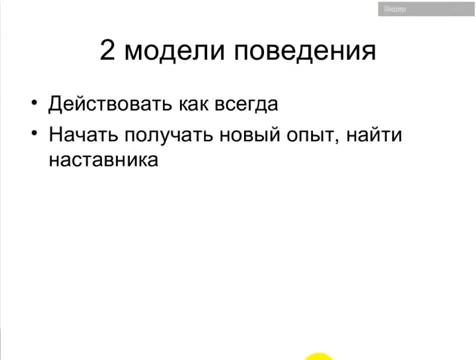 2 модели поведения
• Действовать как всегда
• Начать получать новый опыт, найти
наставника